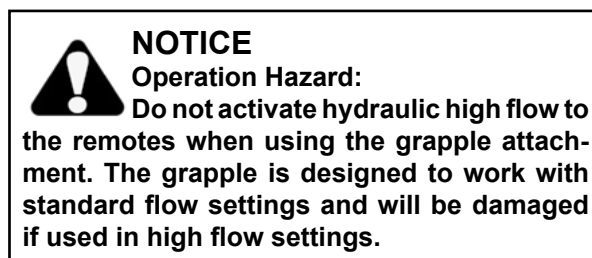 NOTICE
Operation Hazard:
Do not activate hydraulic high flow to
the remotes when using the grapple attach-
ment. The grapple is designed to work with
standard flow settings and will be damaged
if used in high flow settings.